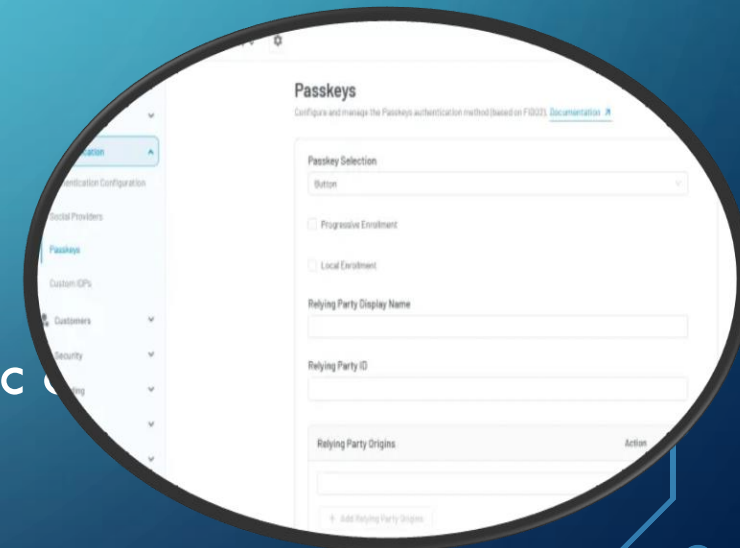 Passkeys
Configure and manage the Passkeys authentication method (based on FIDO2). Documentation
Passkey Selection
Button
Authentication Configuration
Progressive Enrollment
Social Providers
Passkeys
Local Enrollment
Custom IDPs
Relying Party Display Name
Customers
Security
Relying Party ID
C
Relying Party Origins Action
+ Add Relying Party Origins